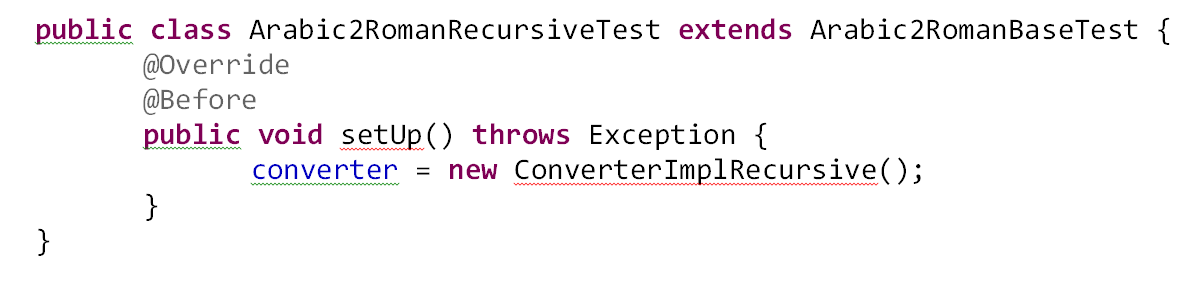 public class Arabic2RomanRecursiveTest extends Arabic2RomanBaseTest {
@Override
@Before
public void setUp() throws Exception {
converter = new ConverterImplRecursive();
}
}